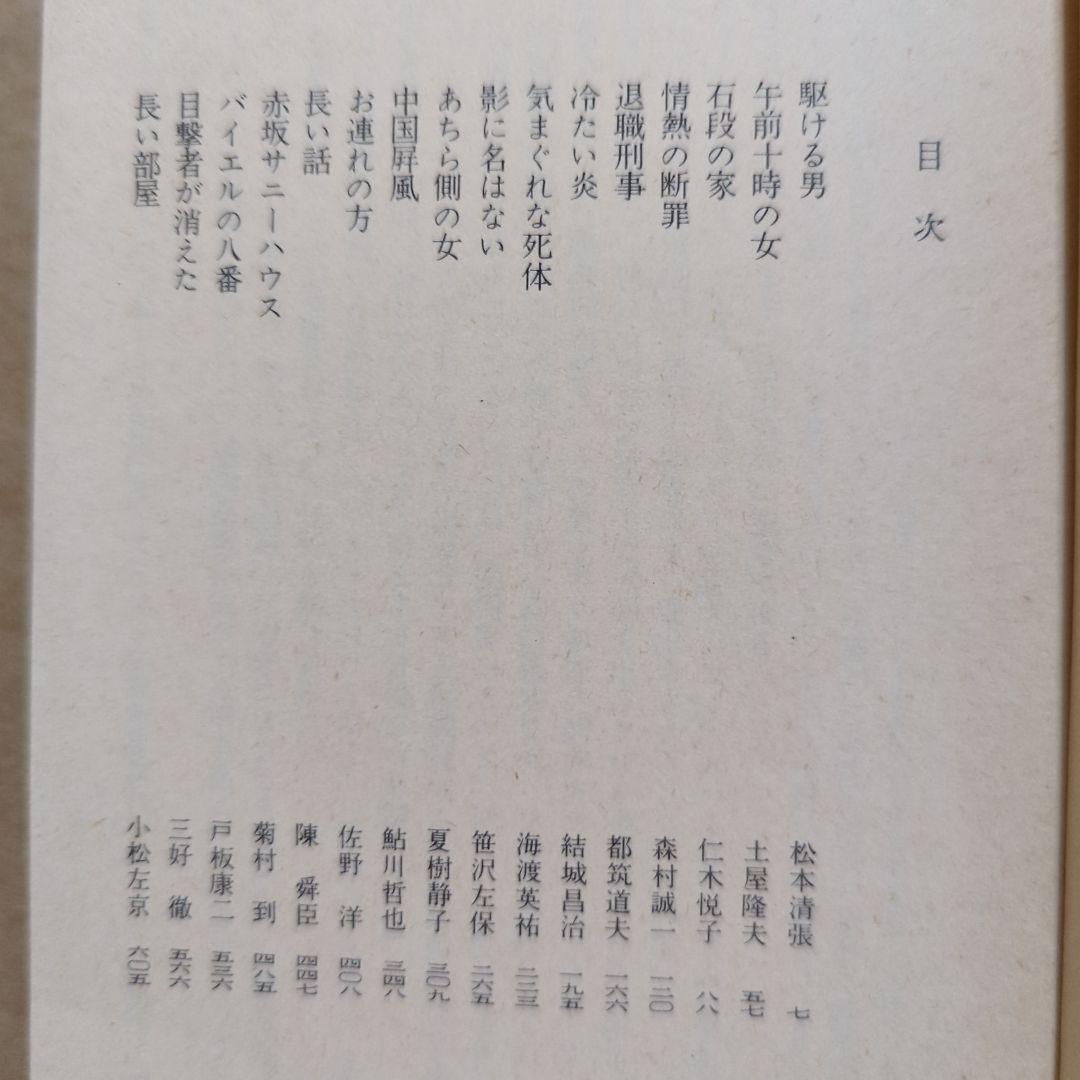 目次
駆ける男 松本清張 七
午前十時の女 土屋隆夫 五七
石段の家 仁木悦子 八八
情熱の断罪 森村誠一 一三〇
退職刑事 都筑道夫 一六六
冷たい炎 結城昌治 一九五
気まぐれな死体 海渡英祐 二二三
影に名はない 笹沢左保 二六五
あちら側の女 夏樹静子 三〇九
中国屛風 鮎川哲也 三四八
お連れの方 佐野洋 四〇八
長い話 陳舜臣 四四七
赤坂サニーハウス 菊村到 四八五
バイエルの八番 戸板康二 五三六
目撃者が消えた 三好徹 五六六
長い部屋 小松左京 六〇五